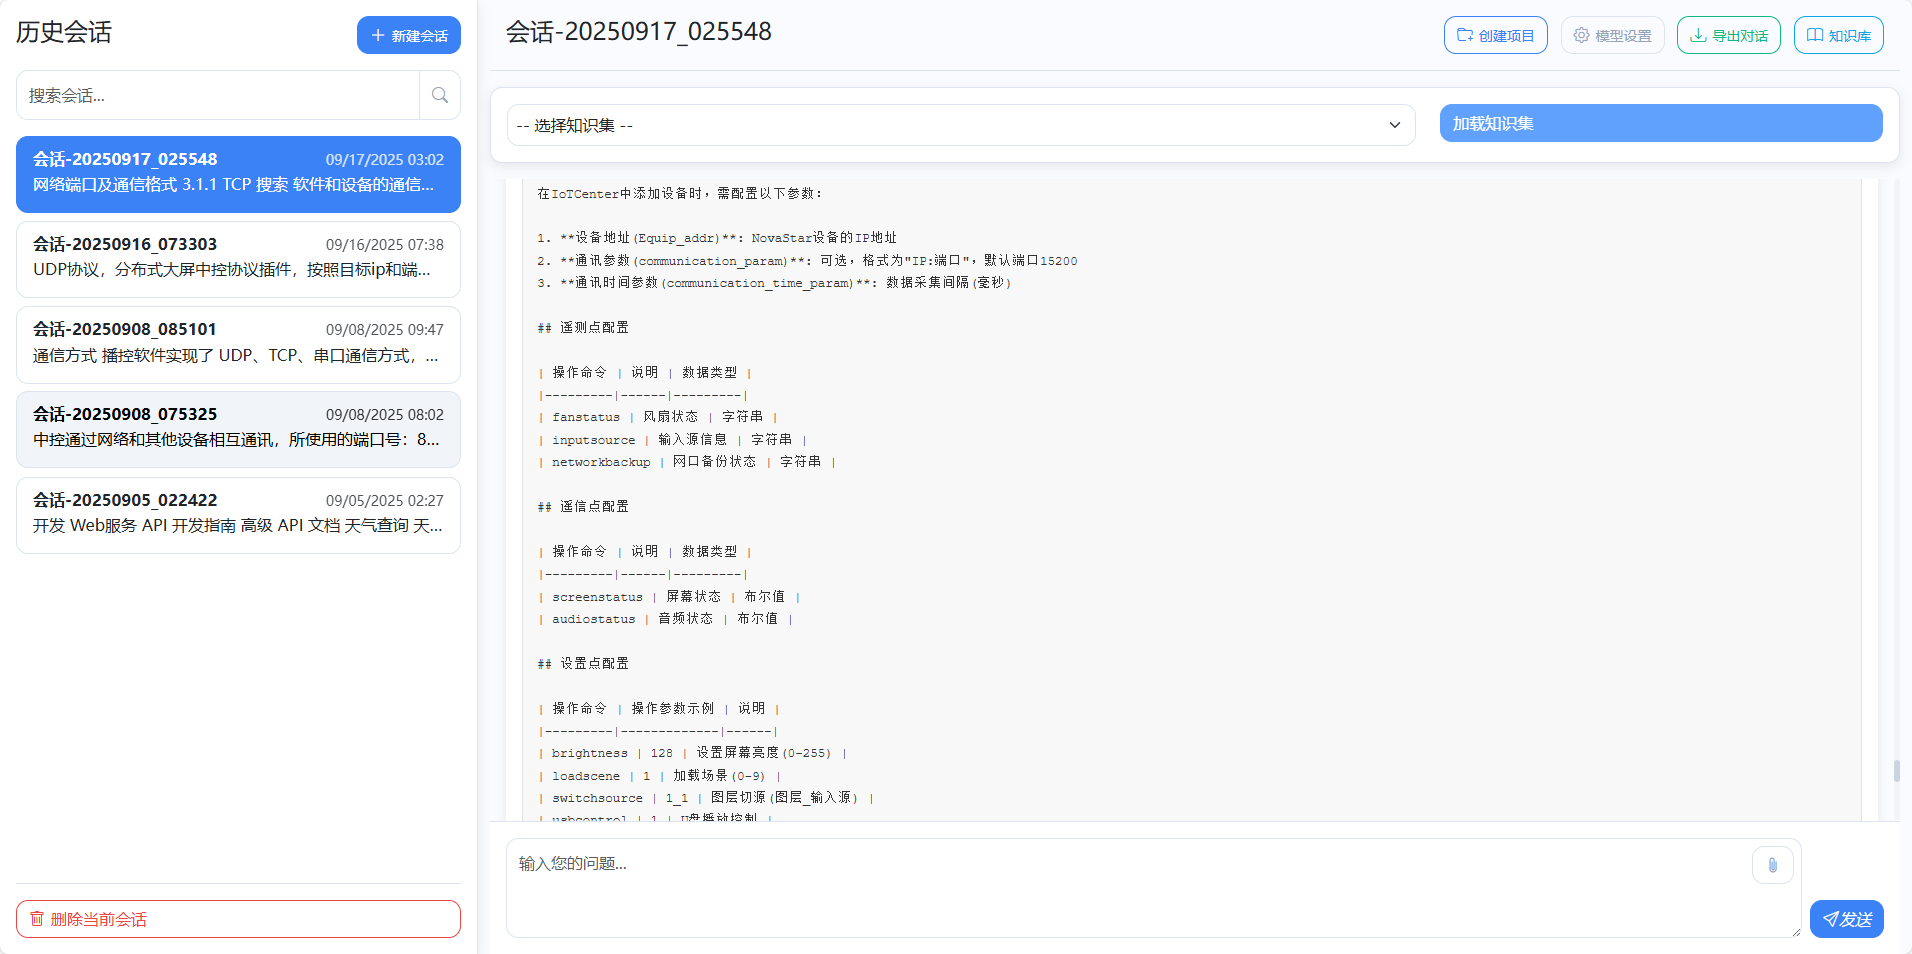 历史会话
新建会话
搜索会话...
会话-20250917_025548 09/17/2025 03:02
网络端口及通信格式 3.1.1 TCP 搜索 软件和设备的通信...
会话-20250916_073303 09/16/2025 07:38
UDP协议，分布式大屏中控协议插件，按照目标ip和端...
会话-20250908_085101 09/08/2025 09:47
通信方式 播控软件实现了 UDP、TCP、串口通信方式，...
会话-20250908_075325 09/08/2025 08:02
中控通过网络和其他设备相互通讯，所使用的端口号：8...
会话-20250905_022422 09/05/2025 02:27
开发 Web服务 API 开发指南 高级 API 文档 天气查询 天...
删除当前会话
会话-20250917_025548
创建项目
模型设置
导出对话
知识库
-- 选择知识集 --
加载知识集
在IoTCenter中添加设备时，需配置以下参数：
1. **设备地址(Equip_addr)**: NovaStar设备的IP地址
2. **通讯参数(communication_param)**: 可选，格式为"IP:端口"，默认端口15200
3. **通讯时间参数(communication_time_param)**: 数据采集间隔(毫秒)
## 遥测点配置
| 操作命令 | 说明 | 数据类型 |
|---------|------|---------|
| fanstatus | 风扇状态 | 字符串 |
| inputsource | 输入源信息 | 字符串 |
| networkbackup | 网口备份状态 | 字符串 |
## 遥信点配置
| 操作命令 | 说明 | 数据类型 |
|---------|------|---------|
| screenstatus | 屏幕状态 | 布尔值 |
| audiostatus | 音频状态 | 布尔值 |
## 设置点配置
| 操作命令 | 操作参数示例 | 说明 |
|---------|-------------|------|
| brightness | 128 | 设置屏幕亮度(0-255) |
| loadscene | 1 | 加载场景(0-9) |
| switchsource | 1_1 | 图层切源(图层_输入源) |
| usbcontrol | 1 | U盘播放控制 |
输入您的问题...
发送